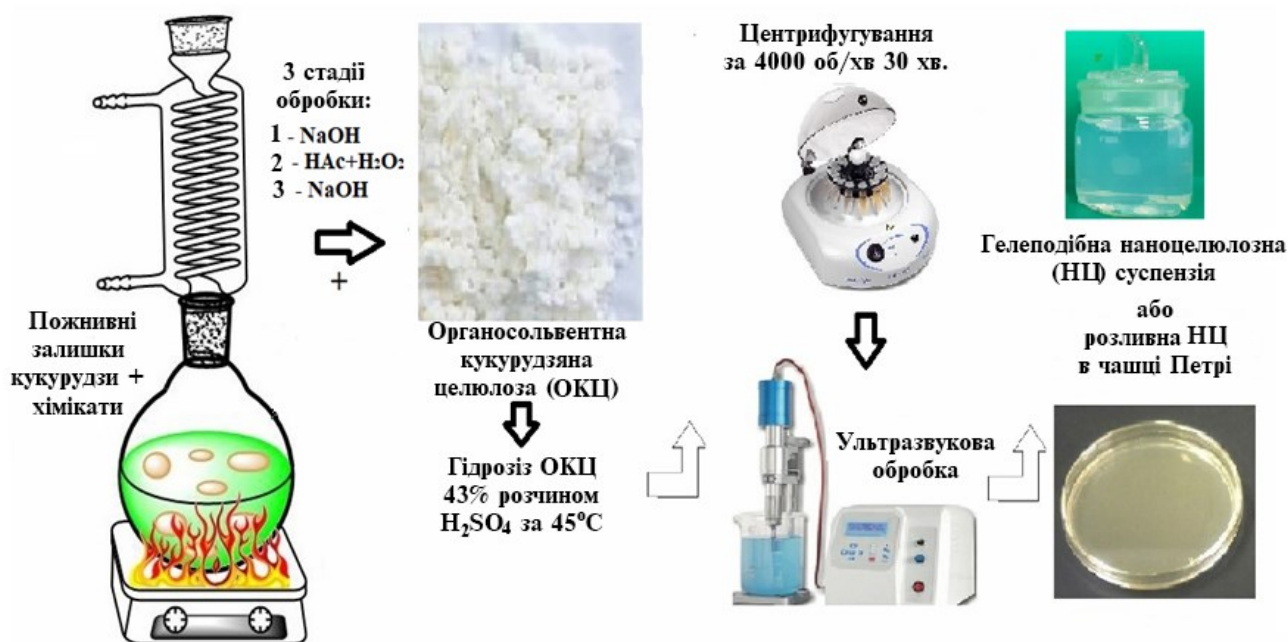 3 стадії
обробки:
1 - NaOH
2 - HAc+H₂O₂
3 - NaOH
+
Пожнивні
залишки
кукурудзи +
хімікати
Органосольвентна
кукурудзяна
целюлоза (ОКЦ)
Гідрозіз ОКЦ
43% розчином
H₂SO₄ за 45°C
Центрифугування
за 4000 об/хв 30 хв.
Ультразвукова
обробка
Гелеподібна наноцелюлозна
(НЦ) суспензія
або
розливна НЦ
в чашці Петрі